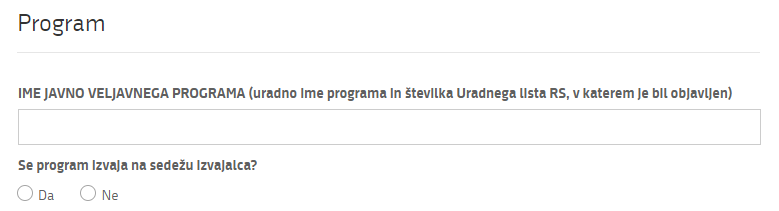 Program
IME JAVNO VELJAVNEGA PROGRAMA (uradno ime programa in številka Uradnega lista RS, v katerem je bil objavljen)
Se program izvaja na sedežu izvajalca?
Da Ne